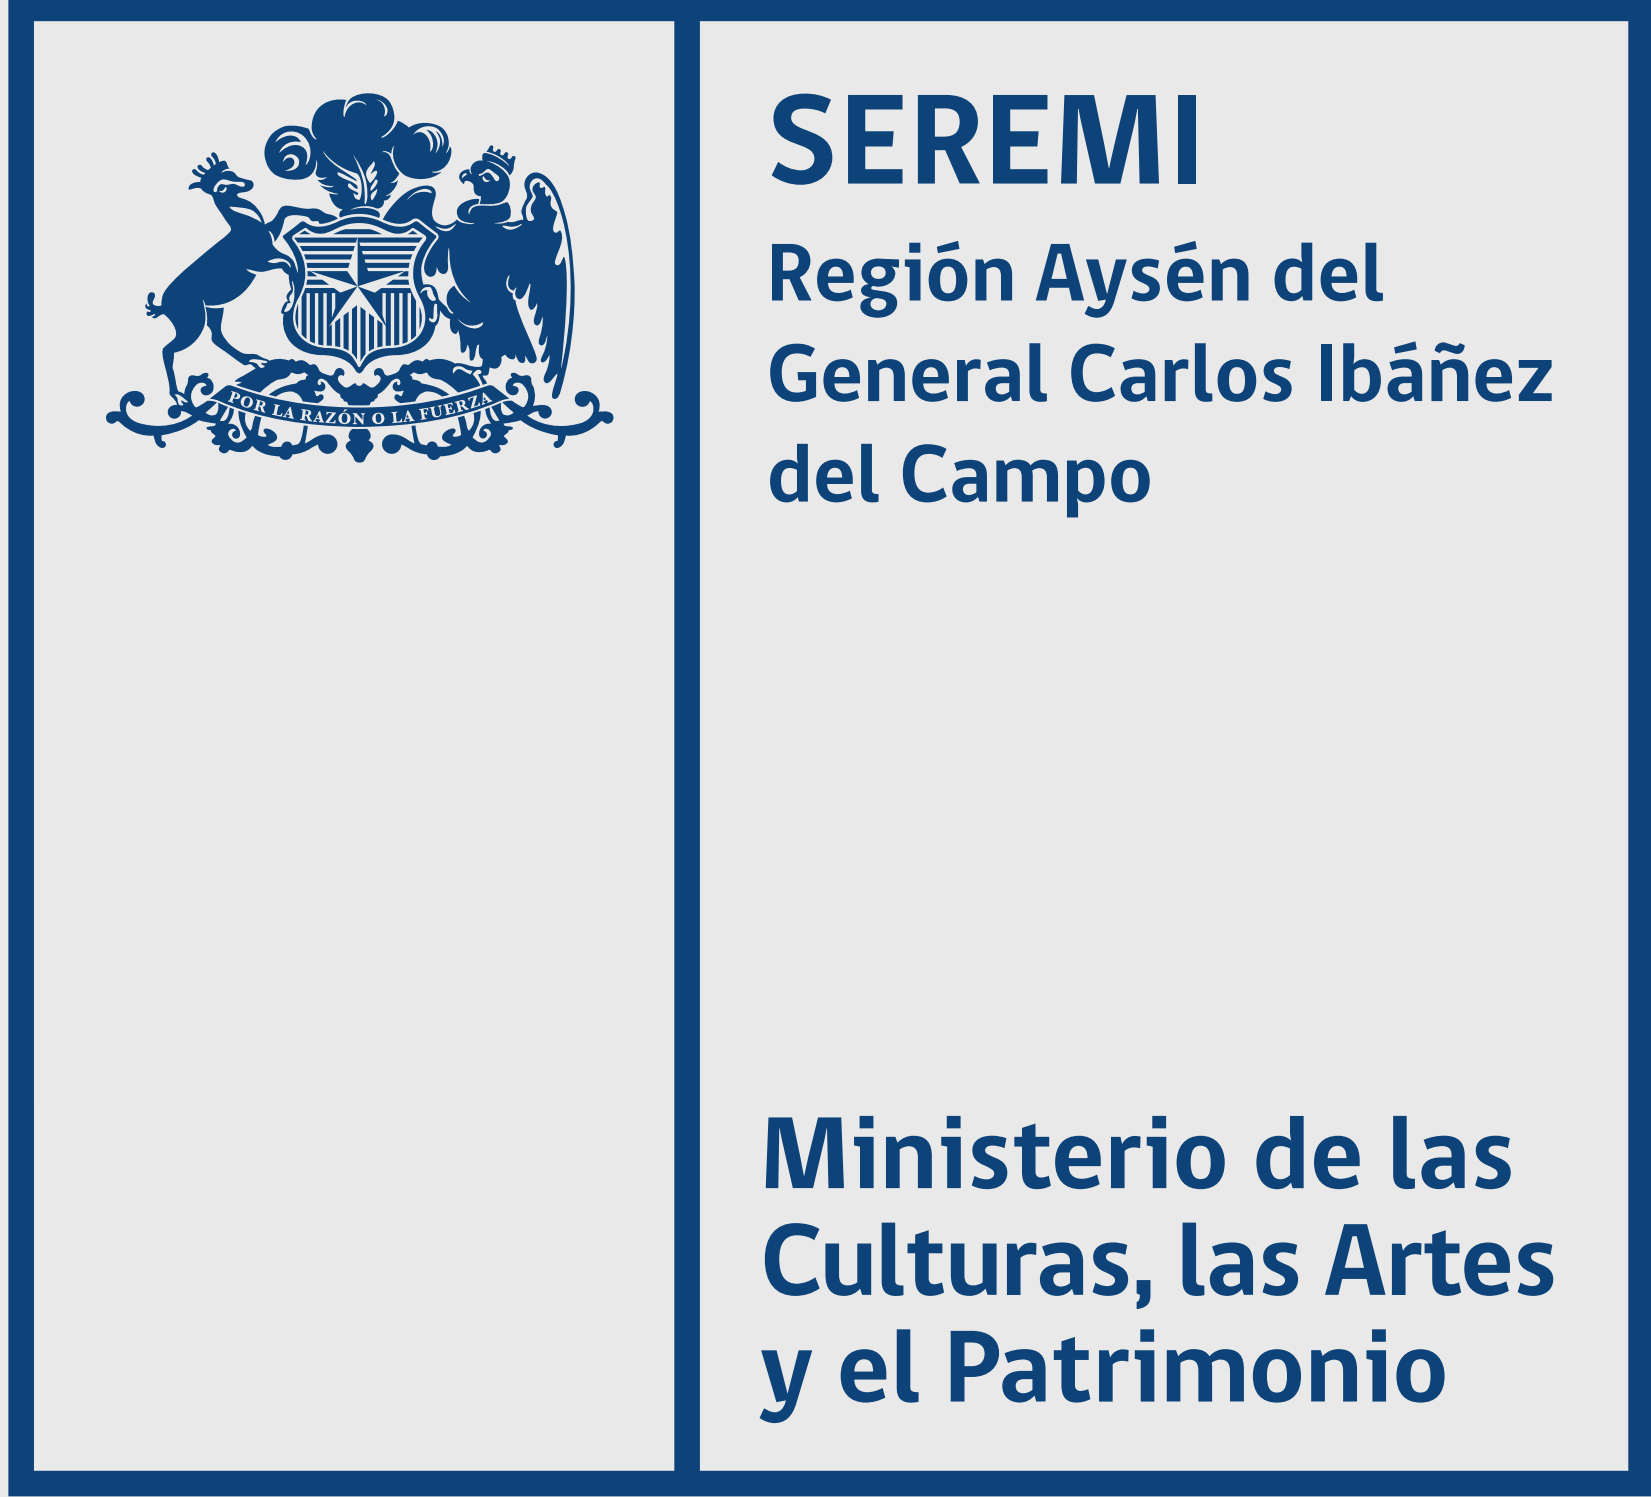 POR LA RAZÓN O LA FUERZA
SEREMI
Región Aysén del
General Carlos Ibáñez
del Campo
Ministerio de las
Culturas, las Artes
y el Patrimonio